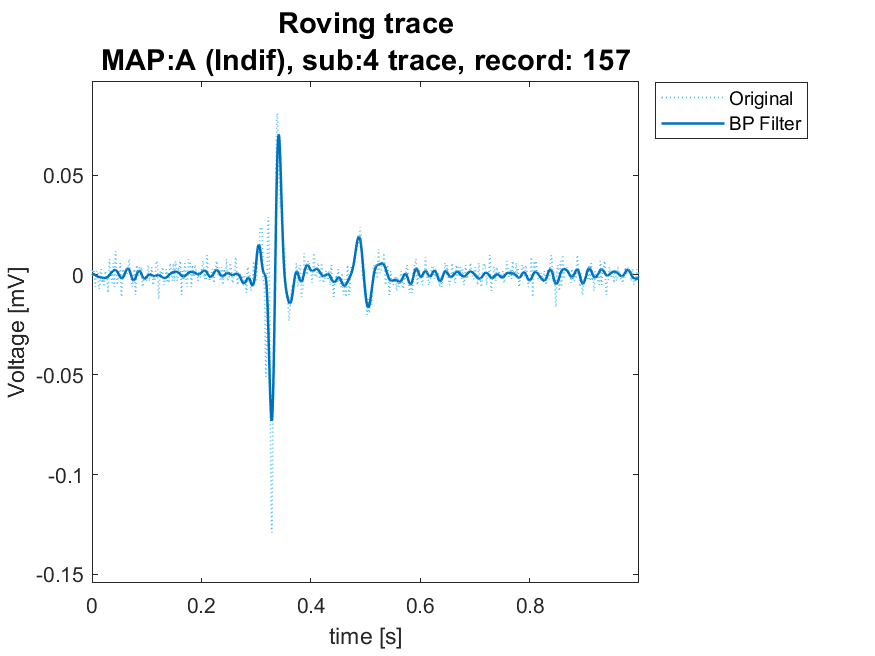 Roving trace
MAP:A (Indif), sub:4 trace, record: 157
Original
BP Filter
0.05
0
-0.05
-0.1
-0.15
Voltage [mV]
0
0.2
0.4
0.6
0.8
time [s]